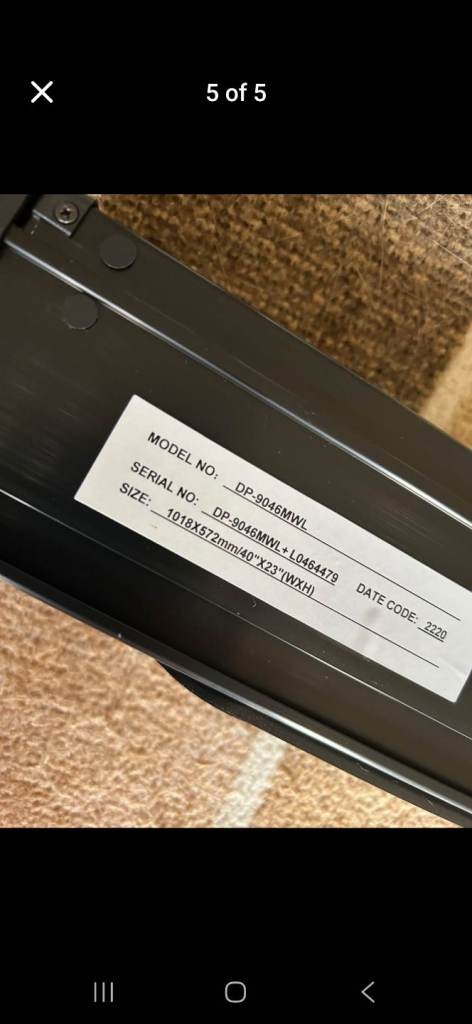 5 of 5
MODEL NO: DP-9046MWL
SERIAL NO: DP-9046MWL+L0464479 DATE CODE: 2220
SIZE: 1018X572mm/40"X23"(WXH)